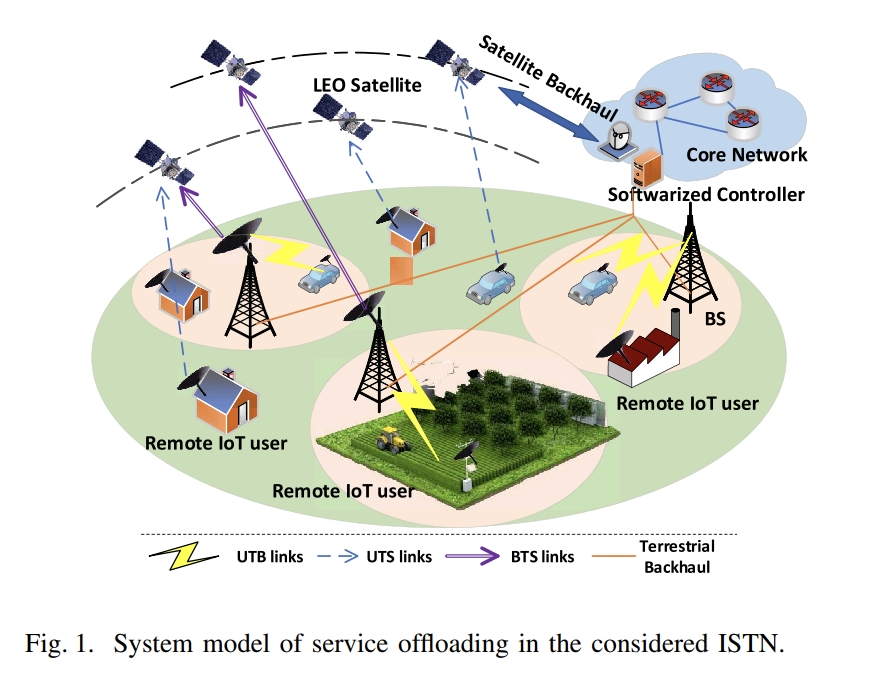 Satellite Backhaul
LEO Satellite
Core Network
Softwarized Controller
BS
Remote IoT user
Remote IoT user
Remote IoT user
UTB links
UTS links
BTS links
Terrestrial
Backhaul
Fig. 1. System model of service offloading in the considered ISTN.